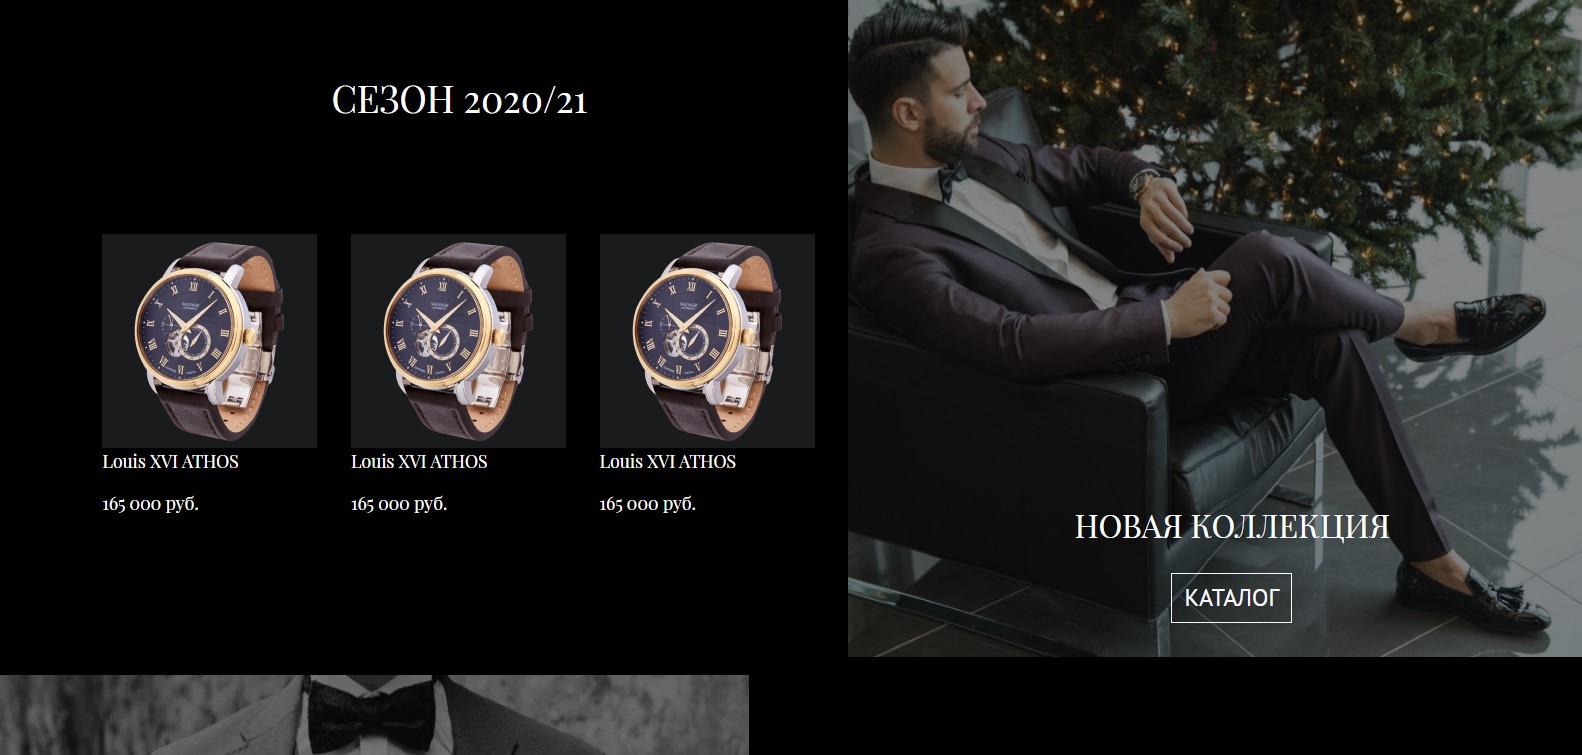 СЕЗОН 2020/21
Louis XVI ATHOS
165 000 руб.
Louis XVI ATHOS
165 000 руб.
Louis XVI ATHOS
165 000 руб.
НОВАЯ КОЛЛЕКЦИЯ
КАТАЛОГ